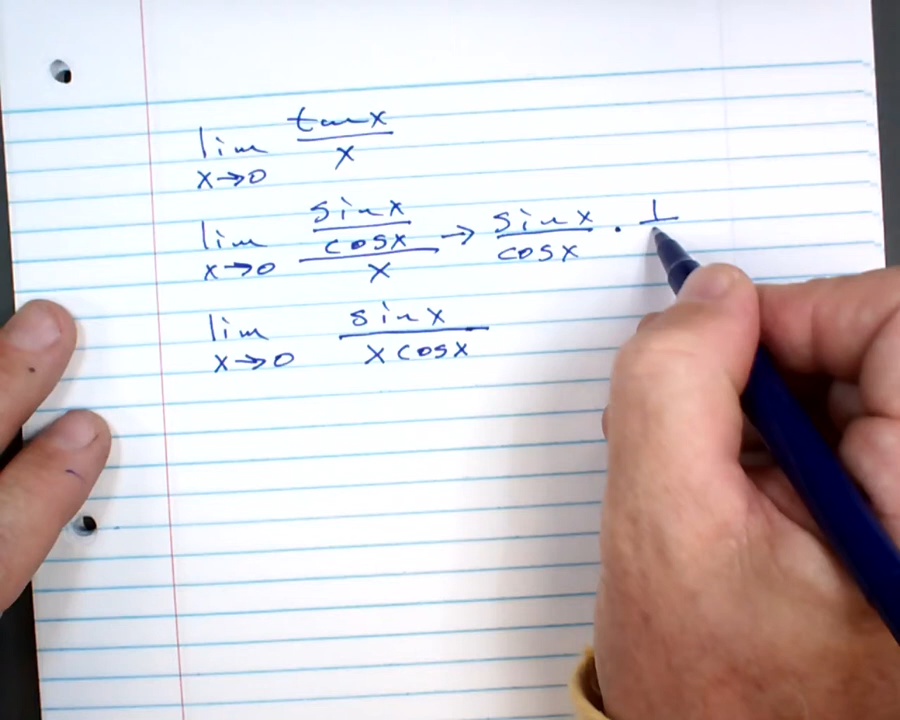 lim tanx/x
x→0
lim (sinx/cosx)/x → sinx/cosx · 1/
x→0
lim sinx/(x cosx)
x→0